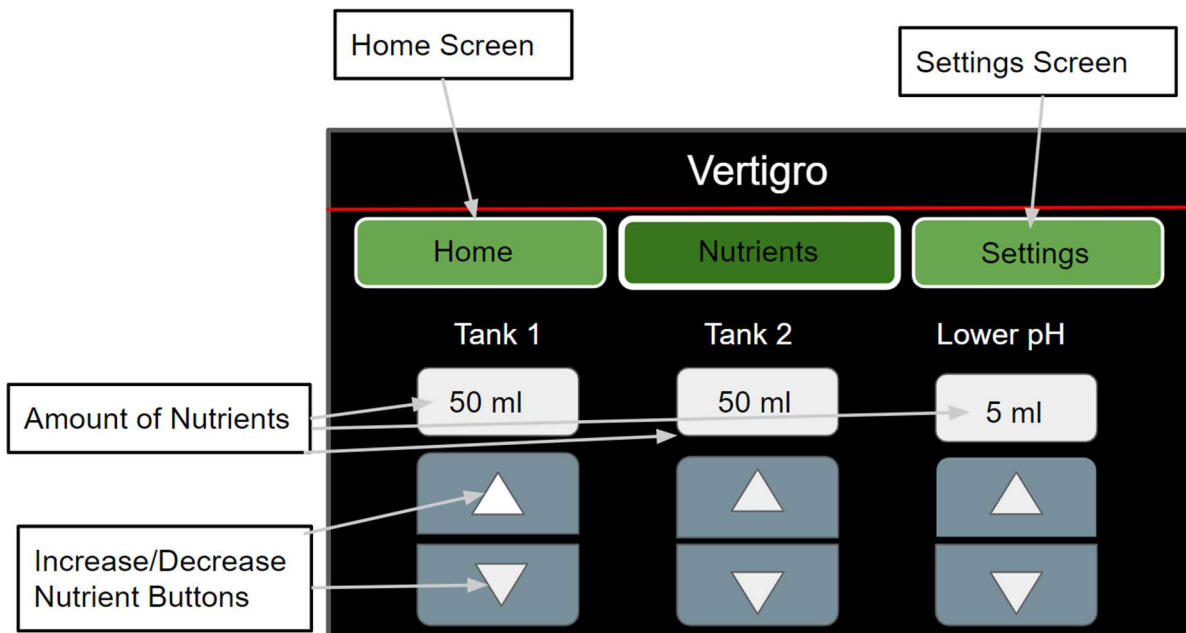 Home Screen
Settings Screen
Vertigro
Home
Nutrients
Settings
Tank 1
Tank 2
Lower pH
Amount of Nutrients
50 ml
50 ml
5 ml
Increase/Decrease
Nutrient Buttons